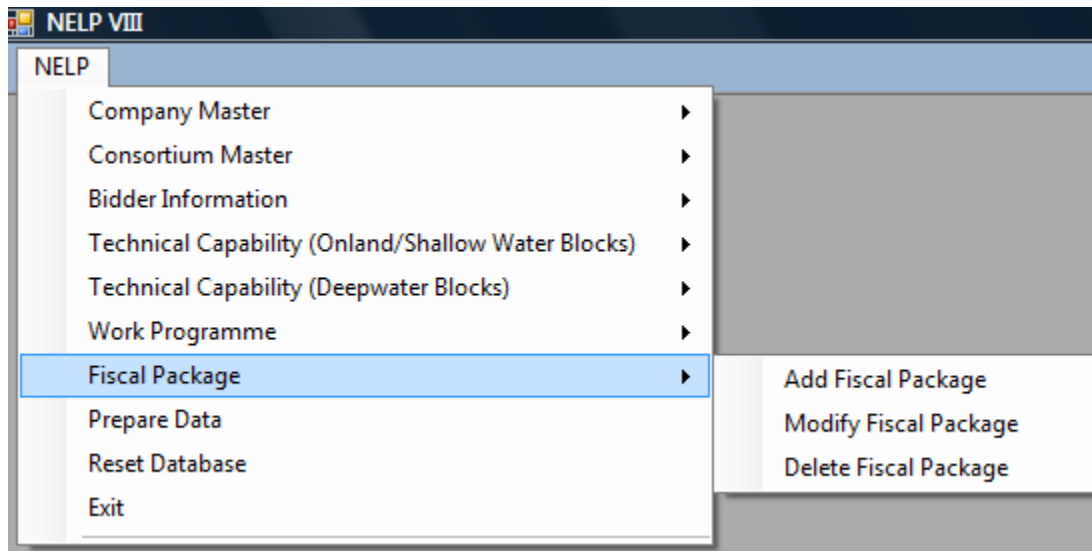 NELP VIII
NELP
Company Master
Consortium Master
Bidder Information
Technical Capability (Onland/Shallow Water Blocks)
Technical Capability (Deepwater Blocks)
Work Programme
Fiscal Package
Add Fiscal Package
Prepare Data
Modify Fiscal Package
Reset Database
Delete Fiscal Package
Exit